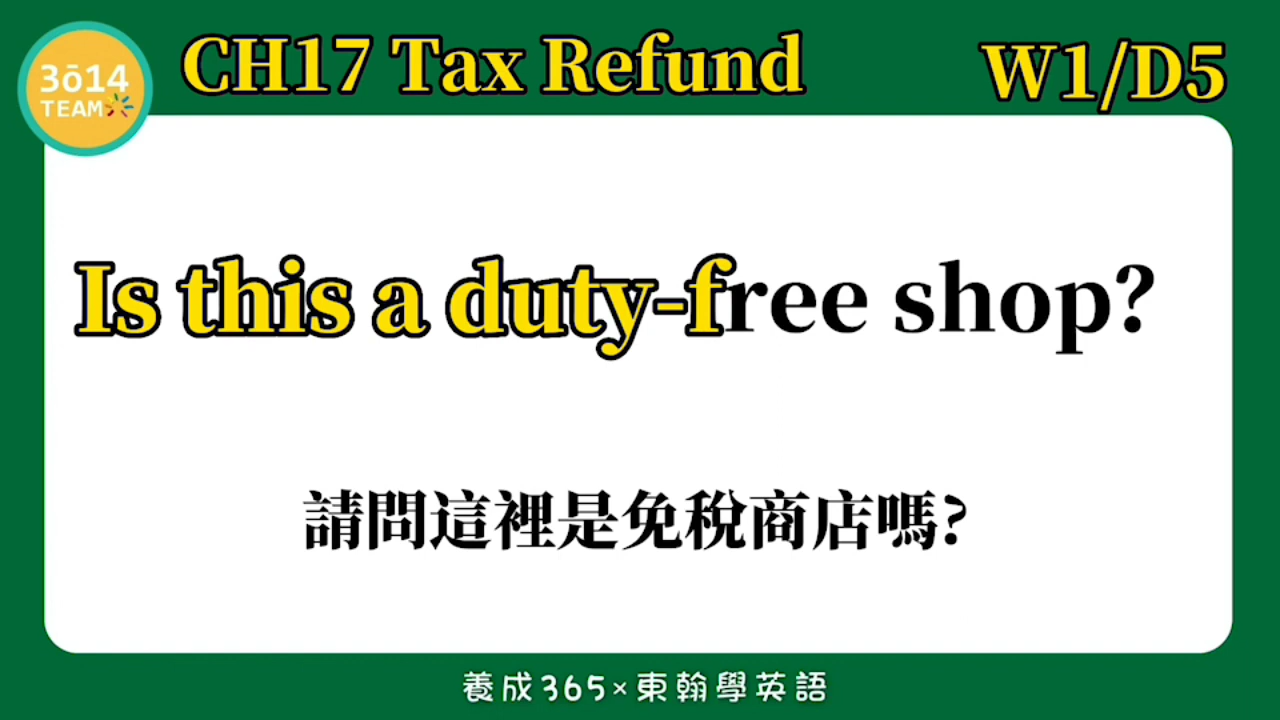 3ō14
TEAM
CH17 Tax Refund
W1/D5
Is this a duty-free shop?
請問這裡是免稅商店嗎?
養成365×東翰學英語